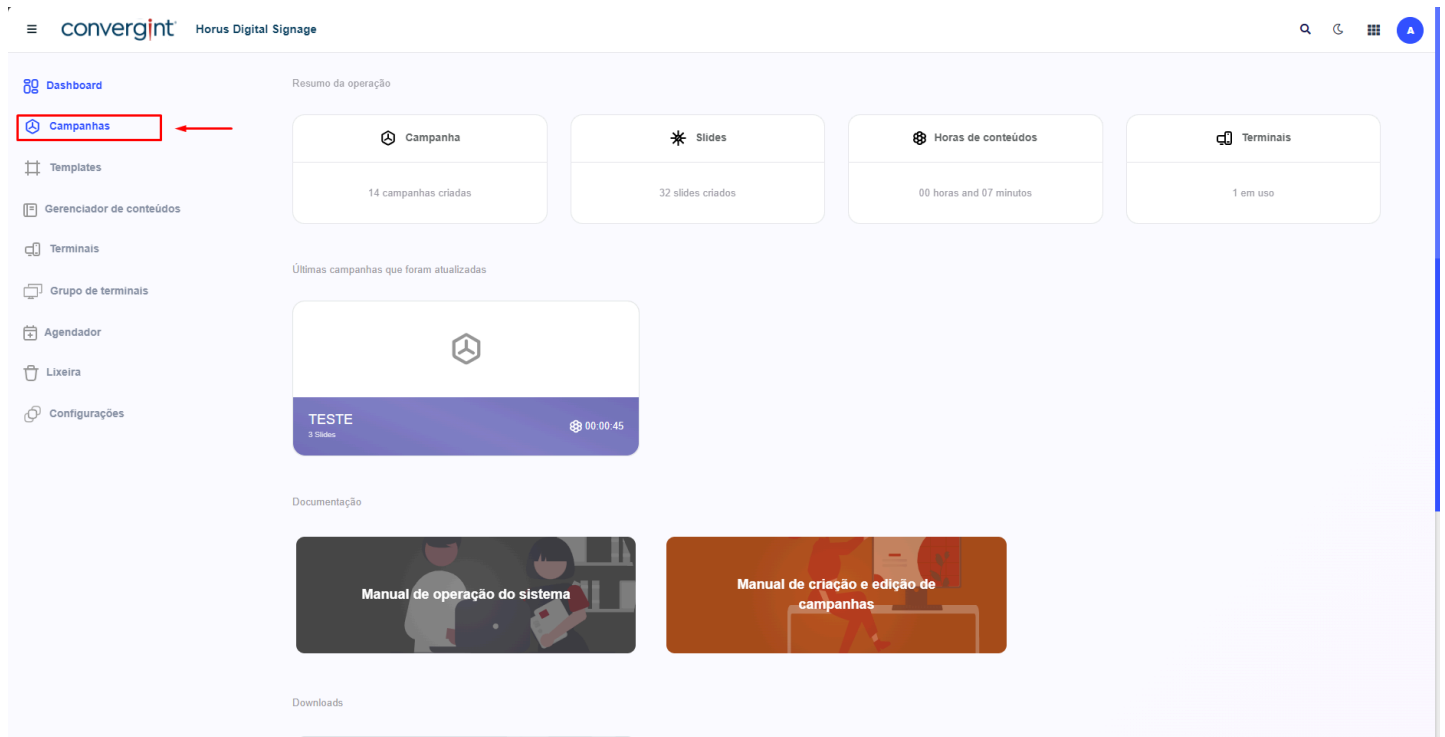 convergint Horus Digital Signage
A
Dashboard
Campanhas
Templates
Gerenciador de conteúdos
Terminais
Grupo de terminais
Agendador
Lixeira
Configurações
Resumo da operação
Campanha
14 campanhas criadas
Slides
32 slides criados
Horas de conteúdos
00 horas and 07 minutos
Terminais
1 em uso
Últimas campanhas que foram atualizadas
TESTE
3 Slides
00:00:45
Documentação
Manual de operação do sistema
Manual de criação e edição de
campanhas
Downloads